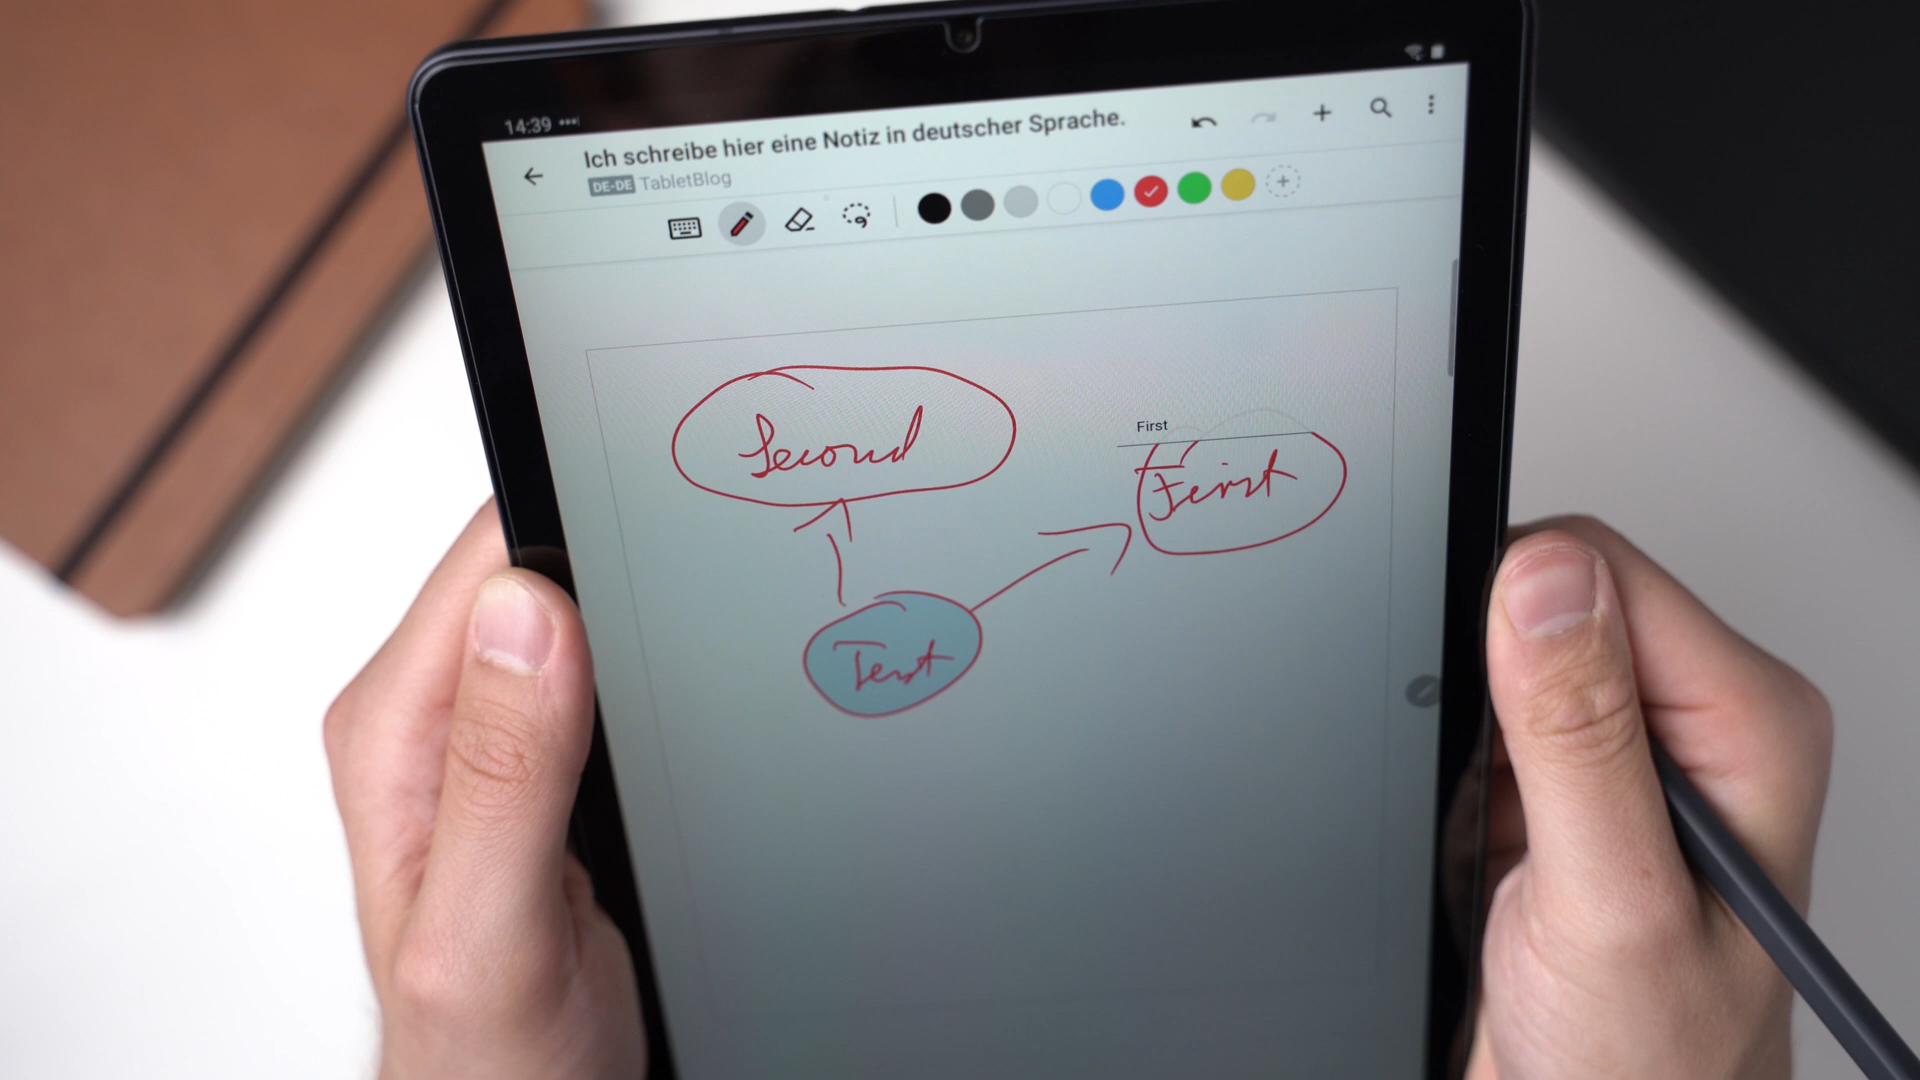 14:39
Ich schreibe hier eine Notiz in deutscher Sprache.
DE-DE TabletBlog
Second
First
First
Test